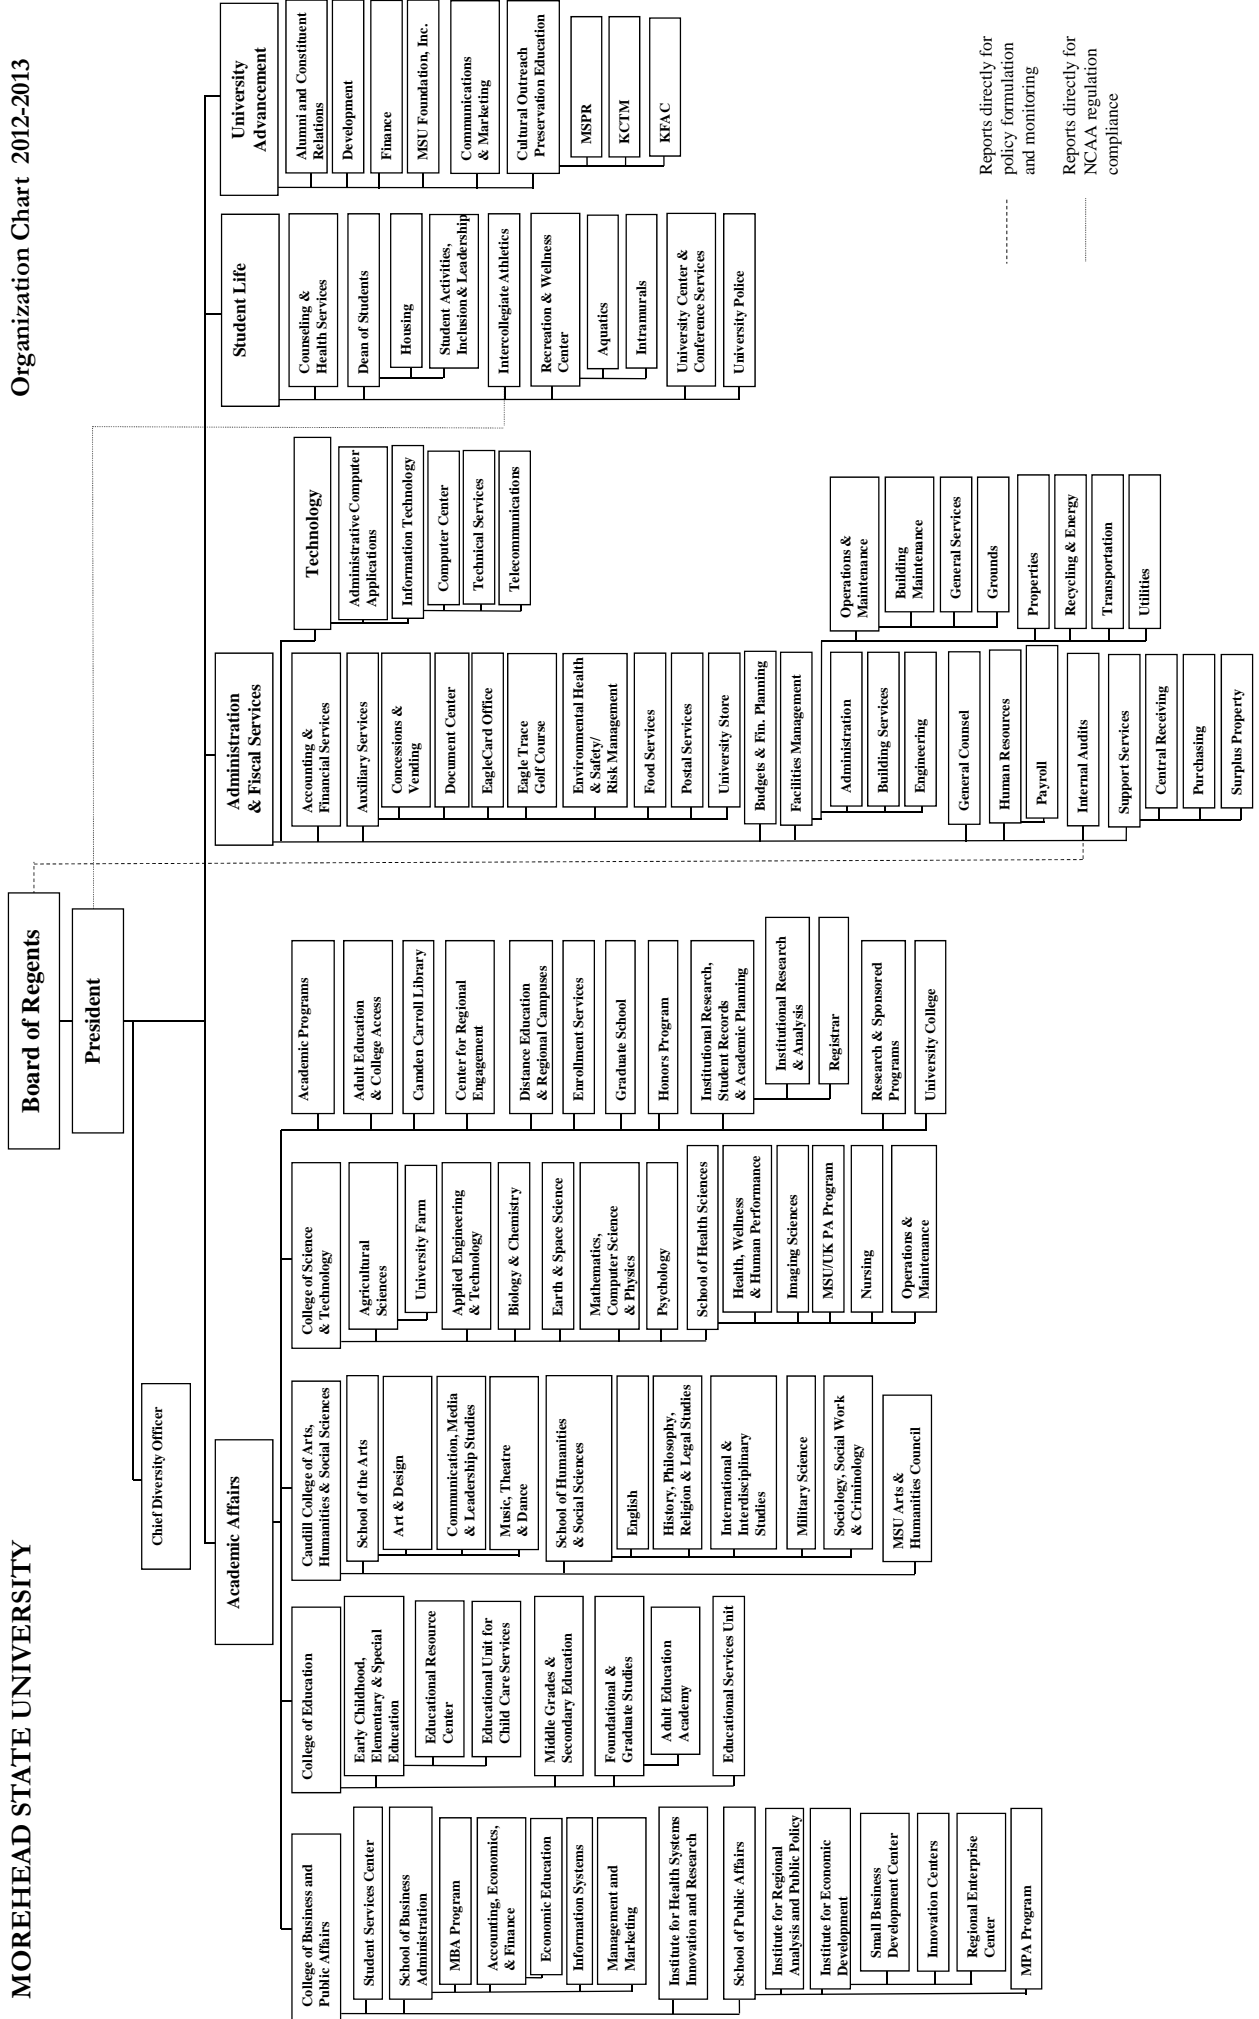 MOREHEAD STATE UNIVERSITY
Organization Chart 2012-2013
Board of Regents
President
Chief Diversity Officer
Academic Affairs
College of Business and
Public Affairs
Student Services Center
School of Business
Administration
MBA Program
Accounting, Economics,
& Finance
Economic Education
Information Systems
Management and
Marketing
Institute for Health Systems
Innovation and Research
School of Public Affairs
Institute for Regional
Analysis and Public Policy
Institute for Economic
Development
Small Business
Development Center
Innovation Centers
Regional Enterprise
Center
MPA Program
College of Education
Early Childhood,
Elementary & Special
Education
Educational Resource
Center
Educational Unit for
Child Care Services
Middle Grades &
Secondary Education
Foundational &
Graduate Studies
Adult Education
Academy
Educational Services Unit
Caudill College of Arts,
Humanities & Social Sciences
School of the Arts
Art & Design
Communication, Media
& Leadership Studies
Music, Theatre
& Dance
School of Humanities
& Social Sciences
English
History, Philosophy,
Religion & Legal Studies
International &
Interdisciplinary
Studies
Military Science
Sociology, Social Work
& Criminology
MSU Arts &
Humanities Council
College of Science
& Technology
Agricultural
Sciences
University Farm
Applied Engineering
& Technology
Biology & Chemistry
Earth & Space Science
Mathematics,
Computer Science
& Physics
Psychology
School of Health Sciences
Health, Wellness
& Human Performance
Imaging Sciences
MSU/UK PA Program
Nursing
Operations &
Maintenance
Academic Programs
Adult Education
& College Access
Camden Carroll Library
Center for Regional
Engagement
Distance Education
& Regional Campuses
Enrollment Services
Graduate School
Honors Program
Institutional Research,
Student Records
& Academic Planning
Institutional Research
& Analysis
Registrar
Research & Sponsored
Programs
University College
Administration
& Fiscal Services
Accounting &
Financial Services
Auxiliary Services
Concessions &
Vending
Document Center
EagleCard Office
Eagle Trace
Golf Course
Environmental Health
& Safety/
Risk Management
Food Services
Postal Services
University Store
Budgets & Fin. Planning
Facilities Management
Administration
Building Services
Engineering
General Counsel
Human Resources
Payroll
Internal Audits
Support Services
Central Receiving
Purchasing
Surplus Property
Technology
Administrative Computer
Applications
Information Technology
Computer Center
Technical Services
Telecommunications
Operations &
Maintenance
Building
Maintenance
General Services
Grounds
Properties
Recycling & Energy
Transportation
Utilities
Student Life
Counseling &
Health Services
Dean of Students
Housing
Student Activities,
Inclusion & Leadership
Intercollegiate Athletics
Recreation & Wellness
Center
Aquatics
Intramurals
University Center &
Conference Services
University Police
University
Advancement
Alumni and Constituent
Relations
Development
Finance
MSU Foundation, Inc.
Communications
& Marketing
Cultural Outreach
Preservation Education
MSPR
KCTM
KFAC
Reports directly for
policy formulation
and monitoring
Reports directly for
NCAA regulation
compliance